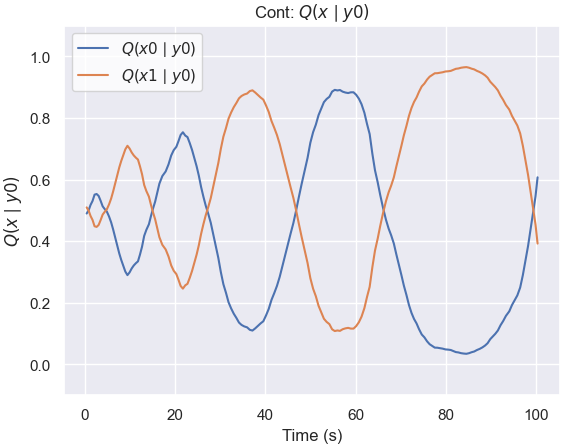 Cont: Q(x | y0)
Q(x0 | y0)
Q(x1 | y0)
Q(x | y0)
1.0
0.8
0.6
0.4
0.2
0.0
0 20 40 60 80 100
Time (s)